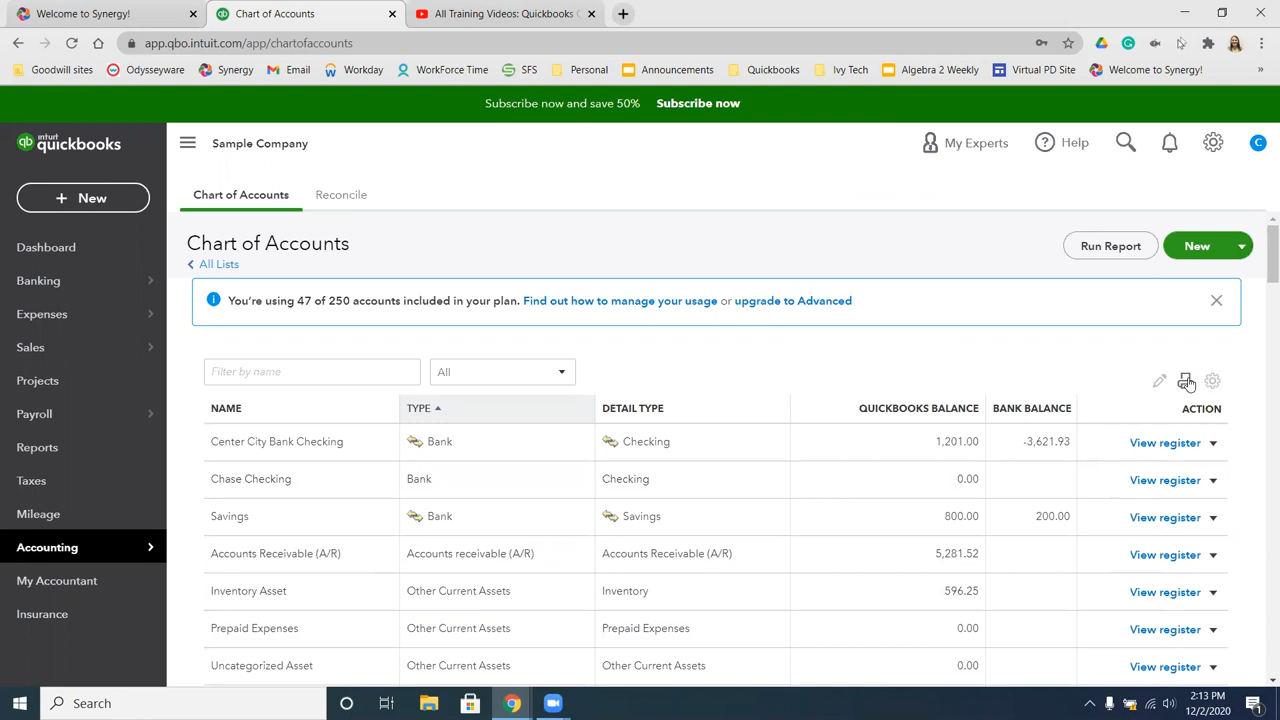 Welcome to Synergy!
Chart of Accounts
All Training Videos: Quickbooks
app.qbo.intuit.com/app/chartofaccounts
Goodwill sites Odysseyware Synergy Email Workday WorkForce Time SFS Personal Announcements Quickbooks Ivy Tech Algebra 2 Weekly Virtual PD Site Welcome to Synergy! »
Subscribe now and save 50% Subscribe now
intuit quickbooks
Sample Company
My Experts
Help
C
+ New
Chart of Accounts Reconcile
Dashboard
Banking
Expenses
Sales
Projects
Payroll
Reports
Taxes
Mileage
Accounting
My Accountant
Insurance
Chart of Accounts
All Lists
Run Report
New
You're using 47 of 250 accounts included in your plan. Find out how to manage your usage or upgrade to Advanced
Filter by name
All
NAME TYPE DETAIL TYPE QUICKBOOKS BALANCE BANK BALANCE ACTION
Center City Bank Checking Bank Checking 1,201.00 -3,621.93 View register
Chase Checking Bank Checking 0.00 View register
Savings Bank Savings 800.00 200.00 View register
Accounts Receivable (A/R) Accounts receivable (A/R) Accounts Receivable (A/R) 5,281.52 View register
Inventory Asset Other Current Assets Inventory 596.25 View register
Prepaid Expenses Other Current Assets Prepaid Expenses 0.00 View register
Uncategorized Asset Other Current Assets Other Current Assets 0.00 View register
Search
2:13 PM
12/2/2020